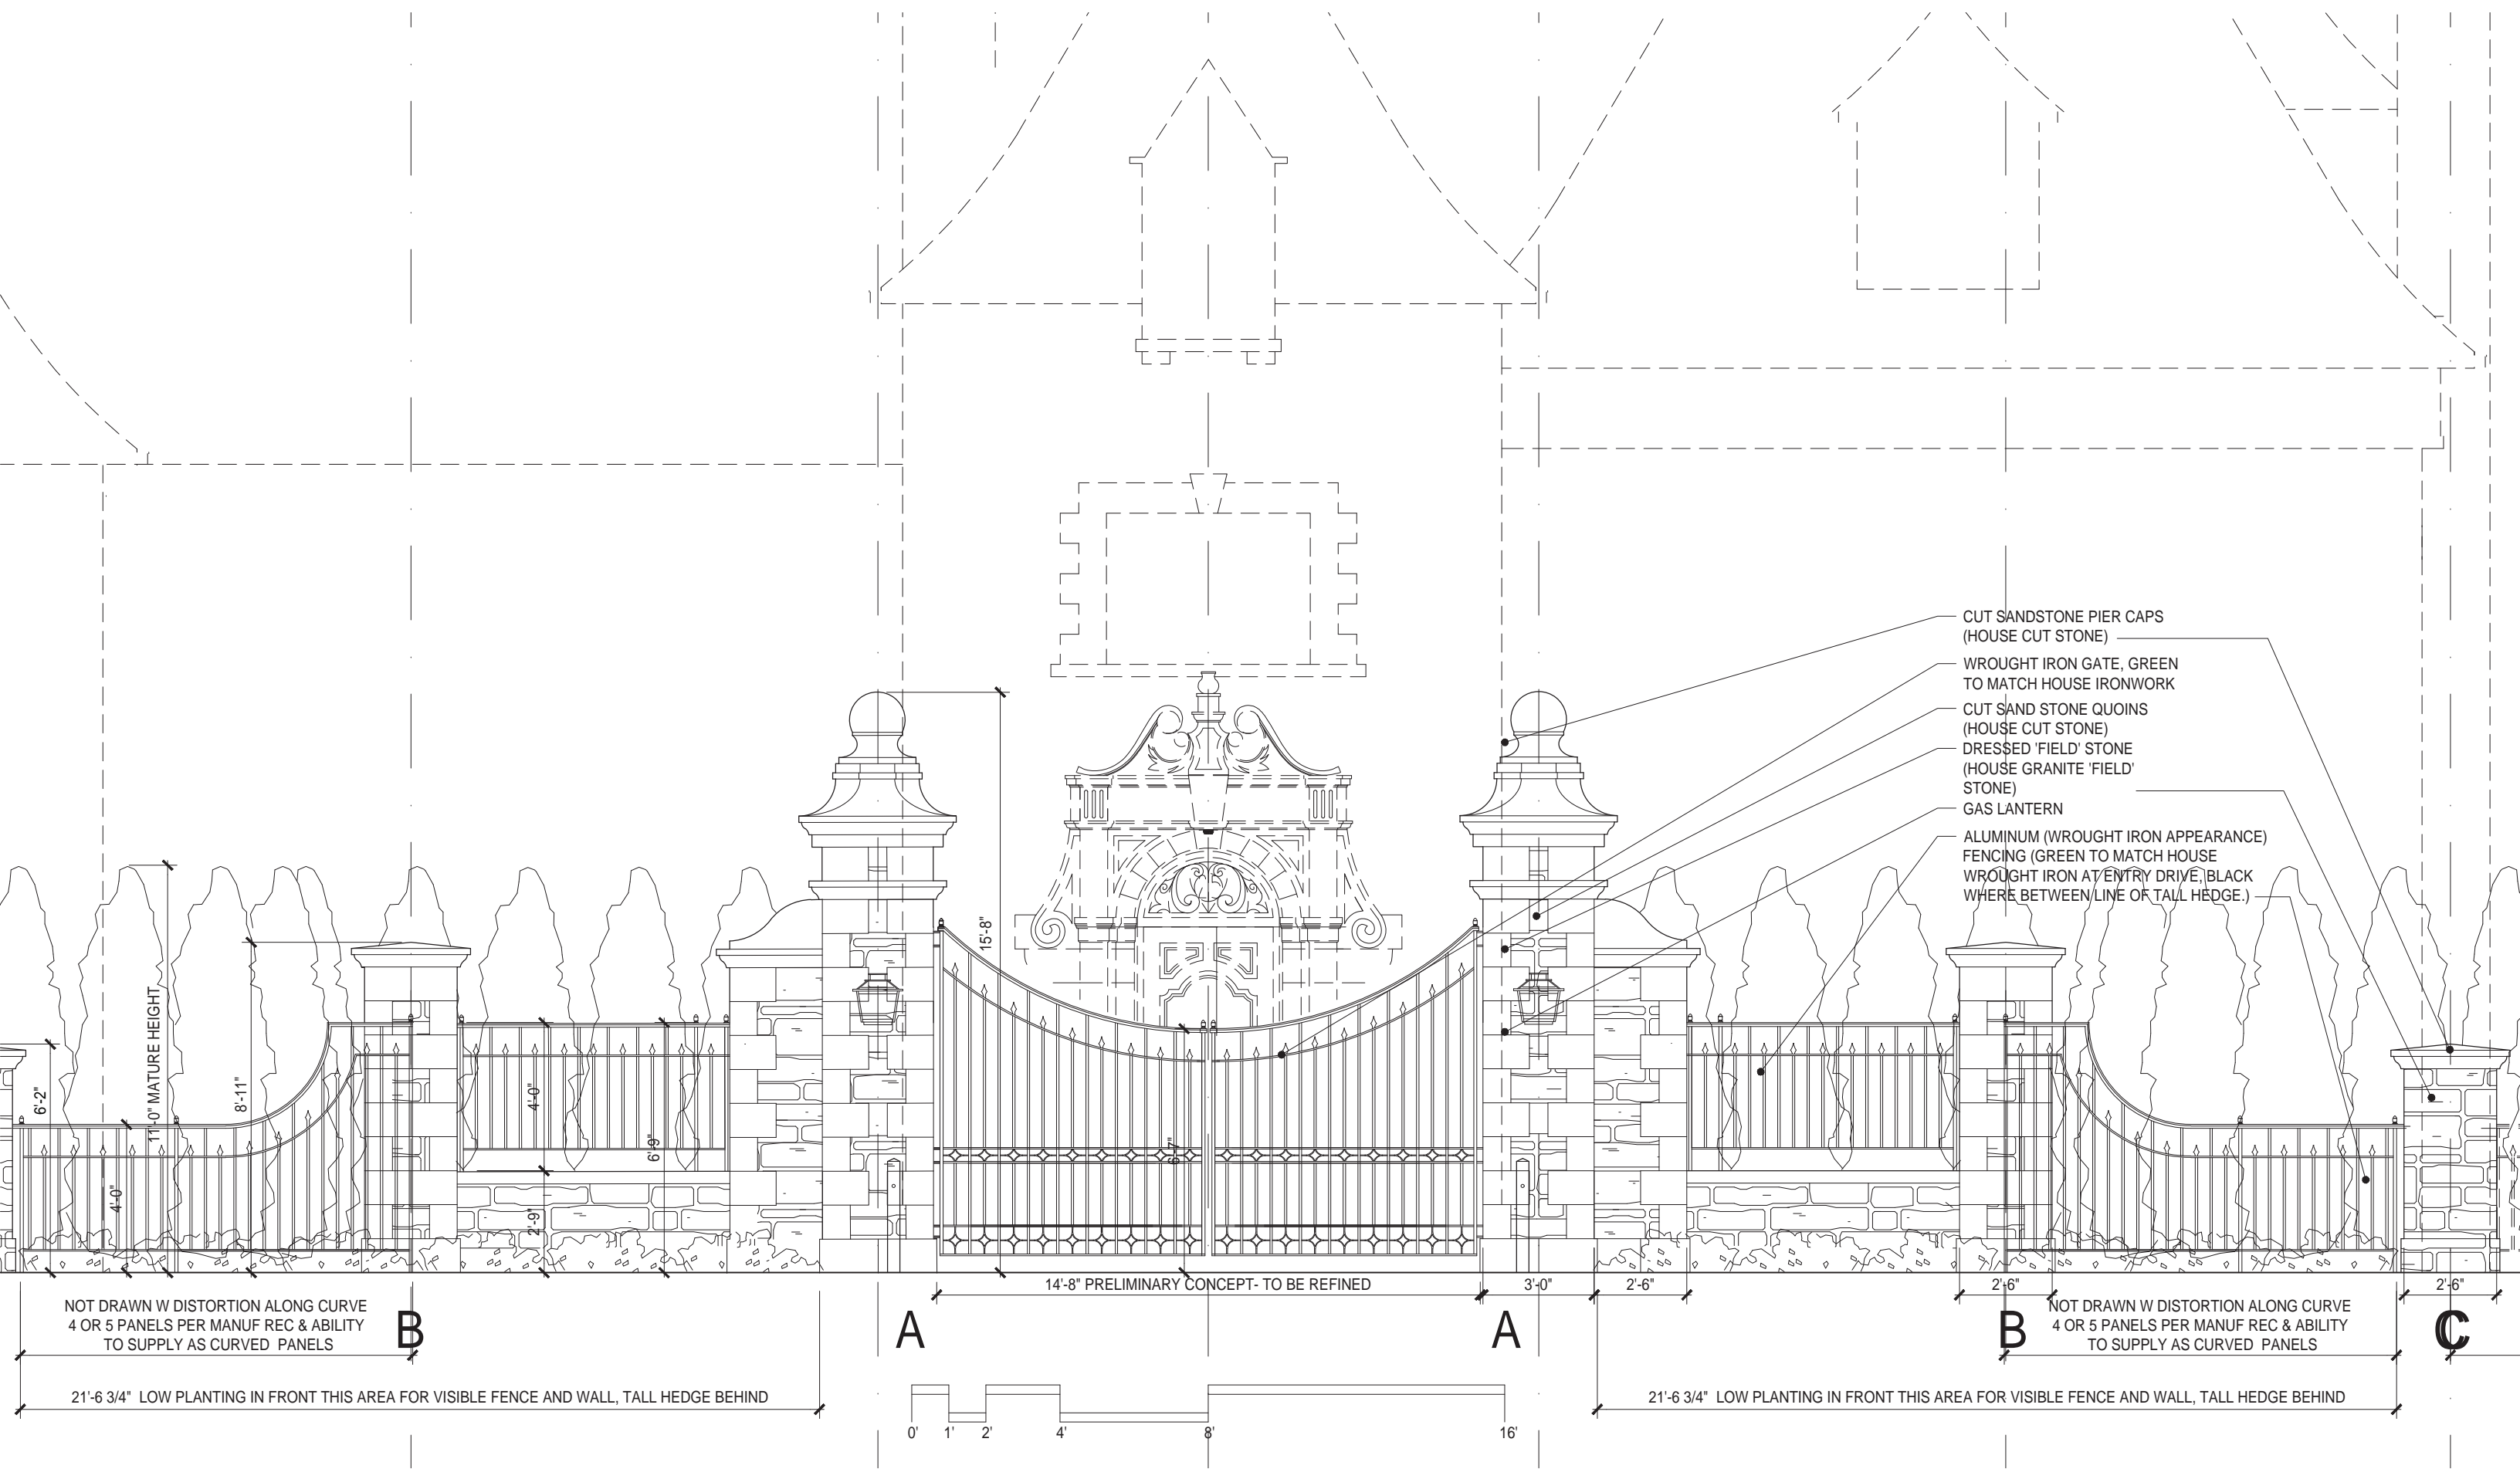 CUT SANDSTONE PIER CAPS
(HOUSE CUT STONE)
WROUGHT IRON GATE, GREEN
TO MATCH HOUSE IRONWORK
CUT SAND STONE QUOINS
(HOUSE CUT STONE)
DRESSED 'FIELD' STONE
(HOUSE GRANITE 'FIELD'
STONE)
GAS LANTERN
ALUMINUM (WROUGHT IRON APPEARANCE)
FENCING (GREEN TO MATCH HOUSE
WROUGHT IRON AT ENTRY DRIVE, BLACK
WHERE BETWEEN LINE OF TALL HEDGE.)
6'-2"
4'-0"
11'-0" MATURE HEIGHT
8'-11"
4'-0"
2'-9"
6'-9"
15'-8"
6'-7"
14'-8" PRELIMINARY CONCEPT- TO BE REFINED
3'-0"
2'-6"
2'-6"
2'-6"
NOT DRAWN W DISTORTION ALONG CURVE
4 OR 5 PANELS PER MANUF REC & ABILITY
TO SUPPLY AS CURVED PANELS
B
A
A
B
NOT DRAWN W DISTORTION ALONG CURVE
4 OR 5 PANELS PER MANUF REC & ABILITY
TO SUPPLY AS CURVED PANELS
C
21'-6 3/4" LOW PLANTING IN FRONT THIS AREA FOR VISIBLE FENCE AND WALL, TALL HEDGE BEHIND
21'-6 3/4" LOW PLANTING IN FRONT THIS AREA FOR VISIBLE FENCE AND WALL, TALL HEDGE BEHIND
0' 1' 2' 4' 8' 16'